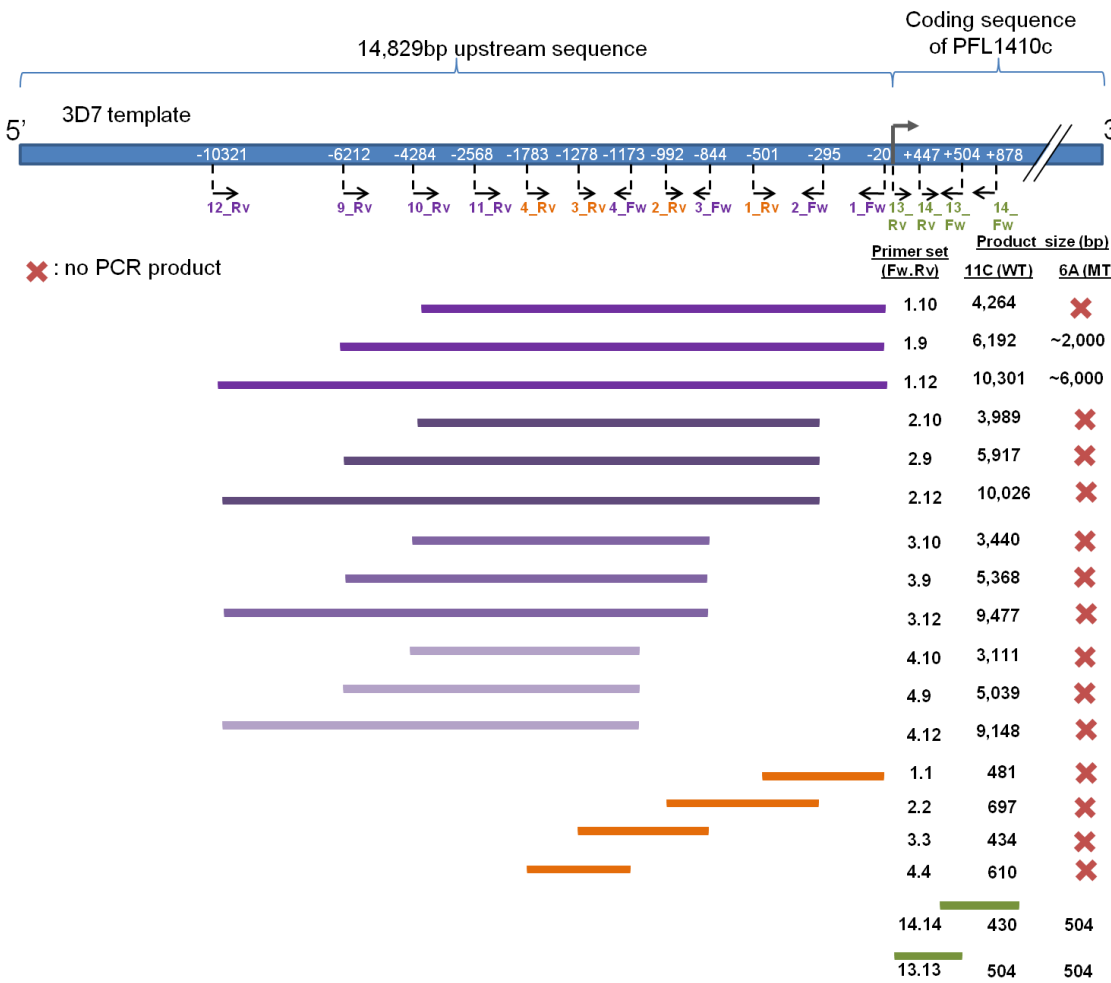 Coding sequence
of PFL1410c
14,829bp upstream sequence
3D7 template
5’
3
-10321 -6212 -4284 -2568 -1783 -1278 -1173 -992 -844 -501 -295 -20 +447 +504 +878
12_Rv 9_Rv 10_Rv 11_Rv 4_Rv 3_Rv 4_Fw 2_Rv 3_Fw 1_Rv 2_Fw 1_Fw 13_ 14_ 13_ 14_
Rv Rv Fw Fw
Primer set Product size (bp)
(Fw.Rv) 11C (WT) 6A (MT
: no PCR product
1.10 4,264
1.9 6,192 ~2,000
1.12 10,301 ~6,000
2.10 3,989
2.9 5,917
2.12 10,026
3.10 3,440
3.9 5,368
3.12 9,477
4.10 3,111
4.9 5,039
4.12 9,148
1.1 481
2.2 697
3.3 434
4.4 610
14.14 430 504
13.13 504 504